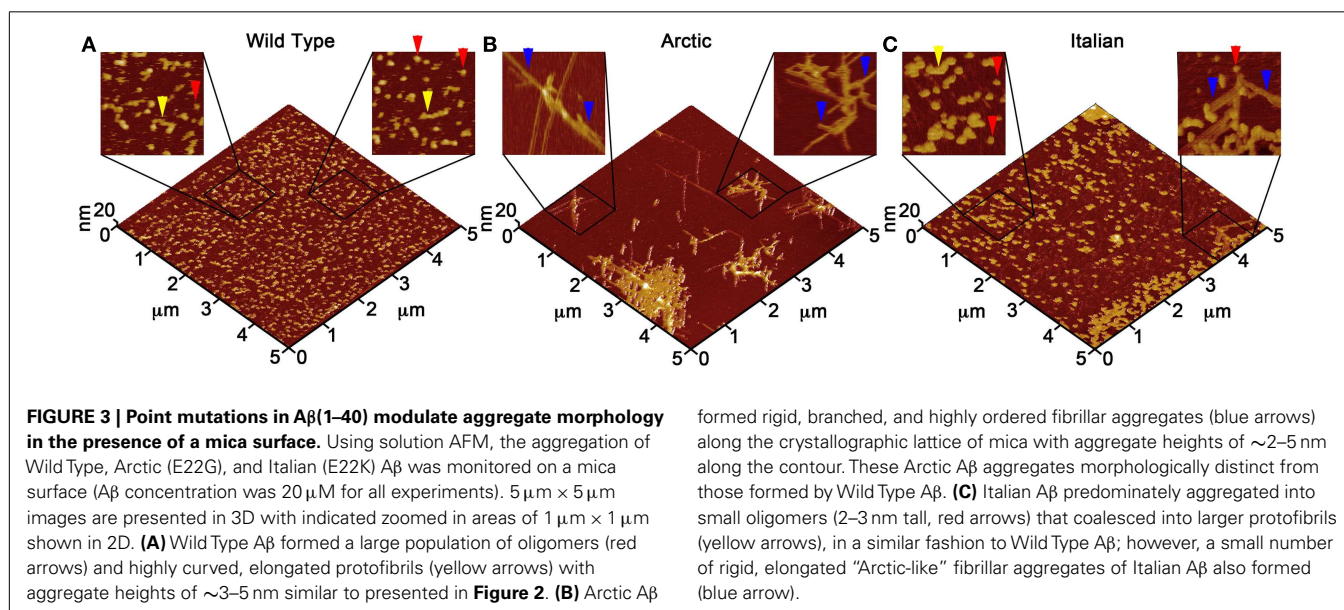 A
Wild Type
B
Arctic
C
Italian
nm
20
0
1
2
3
4
5
μm
0
1
2
3
4
5
μm
nm
20
0
1
2
3
4
5
μm
0
1
2
3
4
5
μm
nm
20
0
1
2
3
4
5
μm
0
1
2
3
4
5
μm
FIGURE 3 | Point mutations in Aβ(1–40) modulate aggregate morphology
in the presence of a mica surface. Using solution AFM, the aggregation of
Wild Type, Arctic (E22G), and Italian (E22K) Aβ was monitored on a mica
surface (Aβ concentration was 20 μM for all experiments). 5 μm × 5 μm
images are presented in 3D with indicated zoomed in areas of 1 μm × 1 μm
shown in 2D. (A) Wild Type Aβ formed a large population of oligomers (red
arrows) and highly curved, elongated protofibrils (yellow arrows) with
aggregate heights of ~3–5 nm similar to presented in Figure 2. (B) Arctic Aβ
formed rigid, branched, and highly ordered fibrillar aggregates (blue arrows)
along the crystallographic lattice of mica with aggregate heights of ~2–5 nm
along the contour. These Arctic Aβ aggregates morphologically distinct from
those formed by Wild Type Aβ. (C) Italian Aβ predominately aggregated into
small oligomers (2–3 nm tall, red arrows) that coalesced into larger protofibrils
(yellow arrows), in a similar fashion to Wild Type Aβ; however, a small number
of rigid, elongated “Arctic-like” fibrillar aggregates of Italian Aβ also formed
(blue arrow).